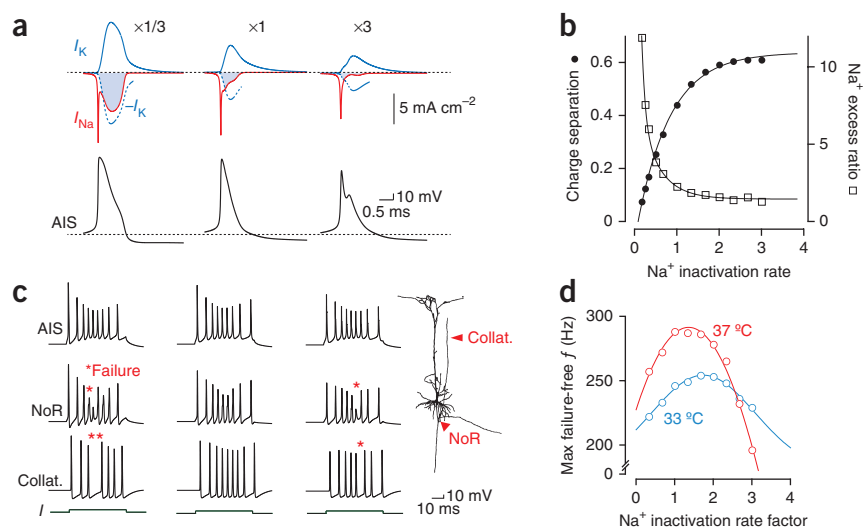 a
×1/3
×1
×3
I_K
I_Na
−I_K
5 mA cm⁻²
AIS
10 mV
0.5 ms
b
Charge separation ●
0.6
0.4
0.2
0
Na⁺ excess ratio □
10
5
0
0 1 2 3 4
Na⁺ inactivation rate
c
AIS
*Failure
*
NoR
*
**
Collat.
*
I
Collat.
NoR
10 mV
10 ms
d
Max failure-free f (Hz)
300
250
200
0
37 ºC
33 ºC
0 1 2 3 4
Na⁺ inactivation rate factor